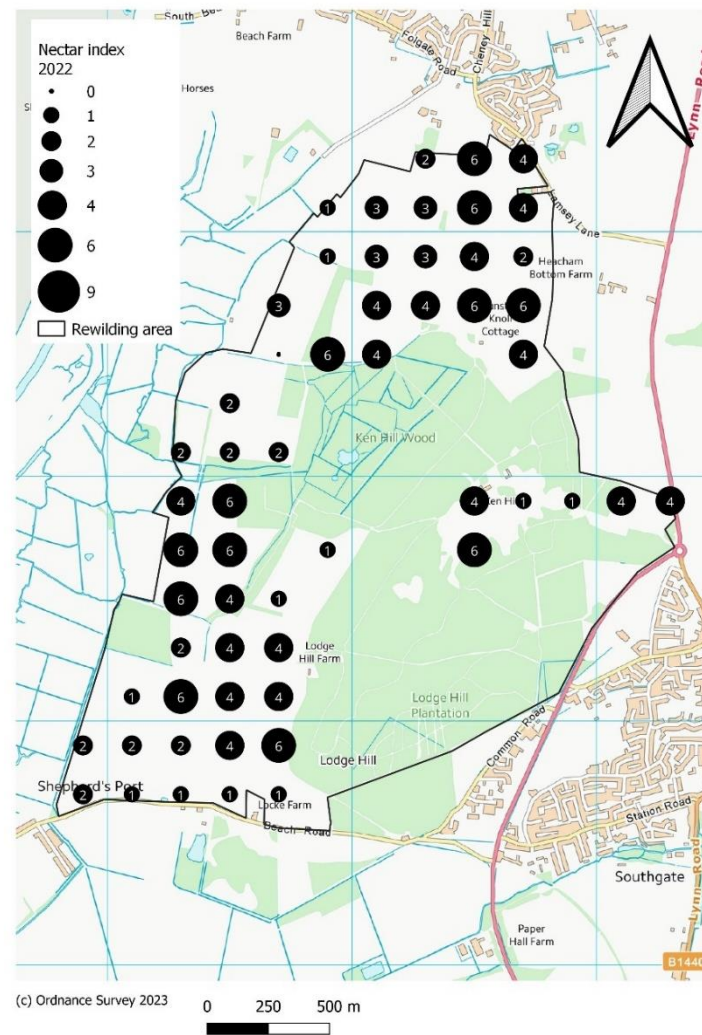 South Be
Beach Farm
Folgate Road
Cheney Hill
Nectar index
2022
0
1
2
3
4
6
9
Rewilding area
Horses
Lynn
2 6 4
Lamsey Lane
1 3 3 6 4
1 3 3 4 2
Heacham
Bottom Farm
3 4 4 6 6
Knoll
Cottage
6 4 4
2
Ken Hill Wood
2 2 2
4 6 4 1 1 4 4
6 6 1 6
6 4 1
2 4 4
Lodge
Hill Farm
1 6 4 4
Lodge Hill
Plantation
2 2 2 4 6
Lodge Hill
Common Road
Shepherd's Port
2 1 1 1 1
Locke Farm
Beach Road
Station Road
Southgate
Lynn Road
Paper
Hall Farm
B1440
(c) Ordnance Survey 2023
0 250 500 m